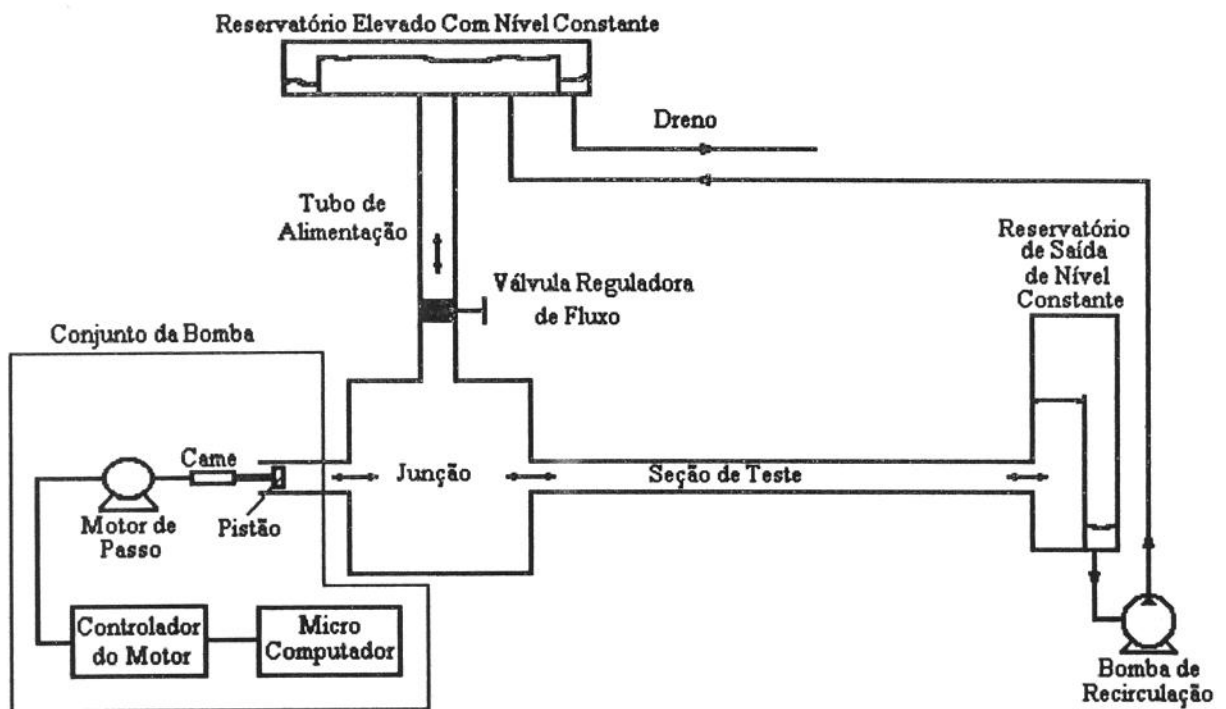 Reservatório Elevado Com Nível Constante
Dreno
Tubo de
Alimentação
Válvula Reguladora
de Fluxo
Reservatório
de Saída
de Nível
Constante
Conjunto da Bomba
Came
Motor de
Passo
Pistão
Junção
Seção de Teste
Controlador
do Motor
Micro
Computador
Bomba de
Recirculação